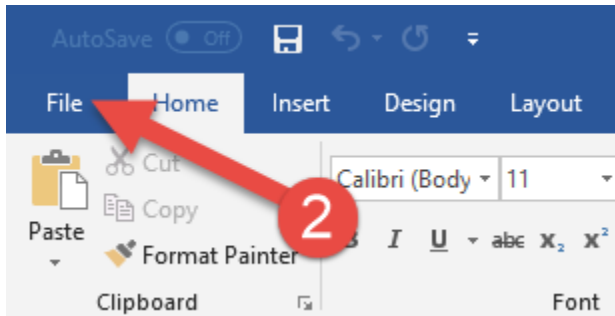 AutoSave Off
File Home Insert Design Layout
Cut
Calibri (Body 11
Copy
2
Paste
I U abc X₂ X²
Format Painter
Clipboard Font